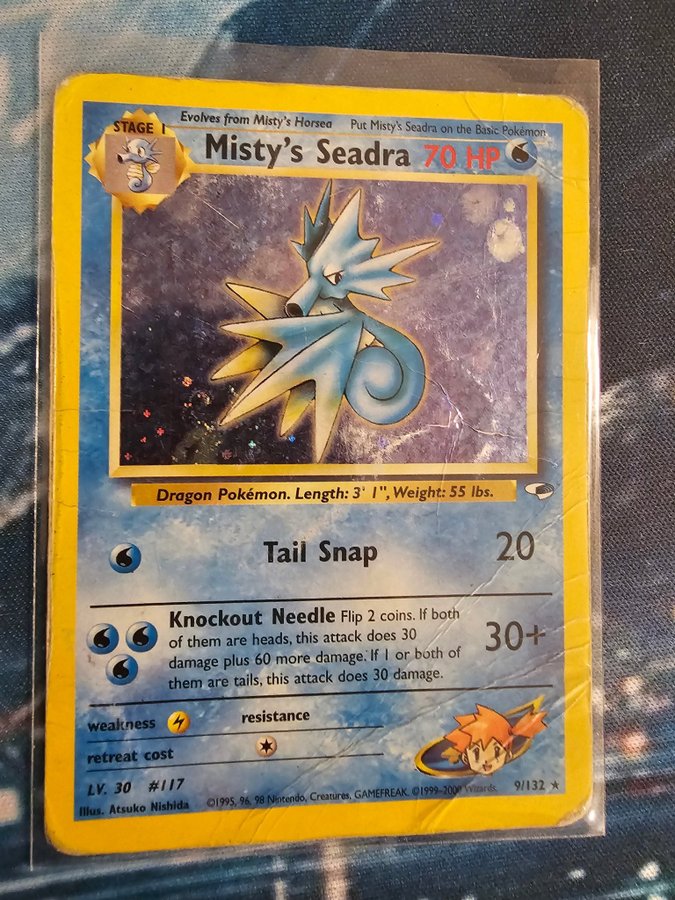 Evolves from Misty's Horsea Put Misty's Seadra on the Basic Pokémon.
STAGE 1
Misty's Seadra 70 HP
Dragon Pokémon. Length: 3' 1", Weight: 55 lbs.
Tail Snap 20
Knockout Needle Flip 2 coins. If both
of them are heads, this attack does 30
damage plus 60 more damage. If 1 or both of
them are tails, this attack does 30 damage.
30+
weakness resistance
retreat cost
LV. 30 #117
Illus. Atsuko Nishida ©1995, 96, 98 Nintendo, Creatures, GAMEFREAK. ©1999-2000 Wizards. 9/132 ★